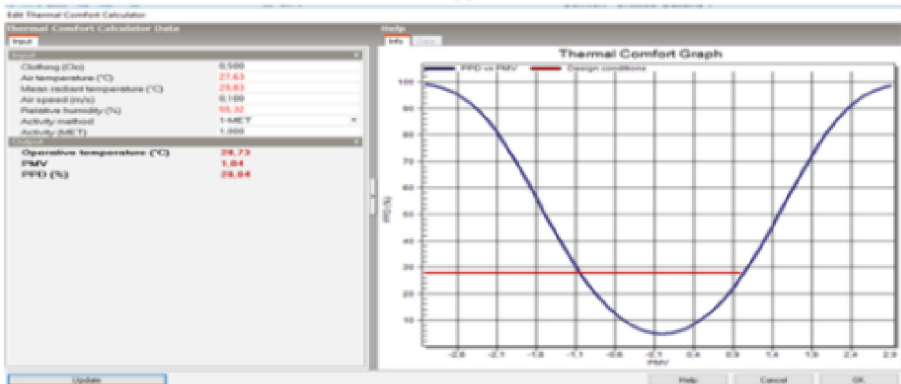 Edit Thermal Comfort Calculator
Thermal Comfort Calculator Data
Input
Input
Clothing (Clo) 0.500
Air temperature (°C) 27.63
Mean radiant temperature (°C) 29.83
Air speed (m/s) 0.100
Relative humidity (%) 55.32
Activity method 1-MET
Activity (MET) 1.000
Output
Operative temperature (°C) 28.73
PMV 1.04
PPD (%) 28.04
Update
Help
Info Data
Thermal Comfort Graph
PPD vs PMV Design conditions
100
90
80
70
60
50
40
30
20
10
PPD (%)
-2.6 -2.1 -1.6 -1.1 -0.6 -0.1 0.4 0.9 1.4 1.9 2.4 2.9
PMV
Help Cancel OK